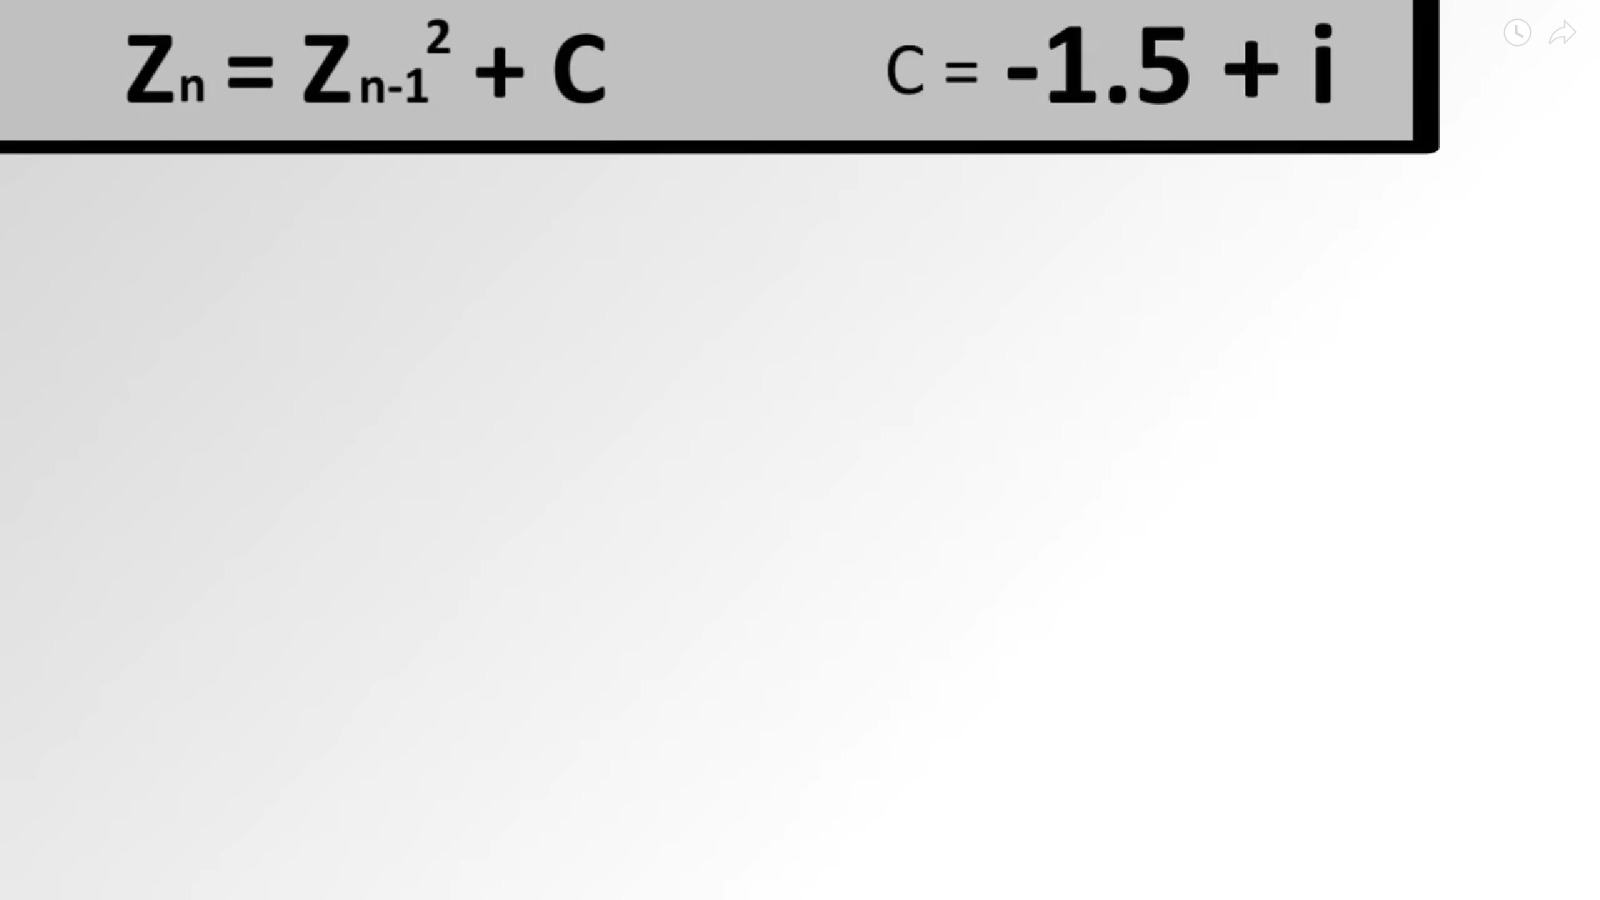 Zₙ = Zₙ₋₁² + C C = -1.5 + i